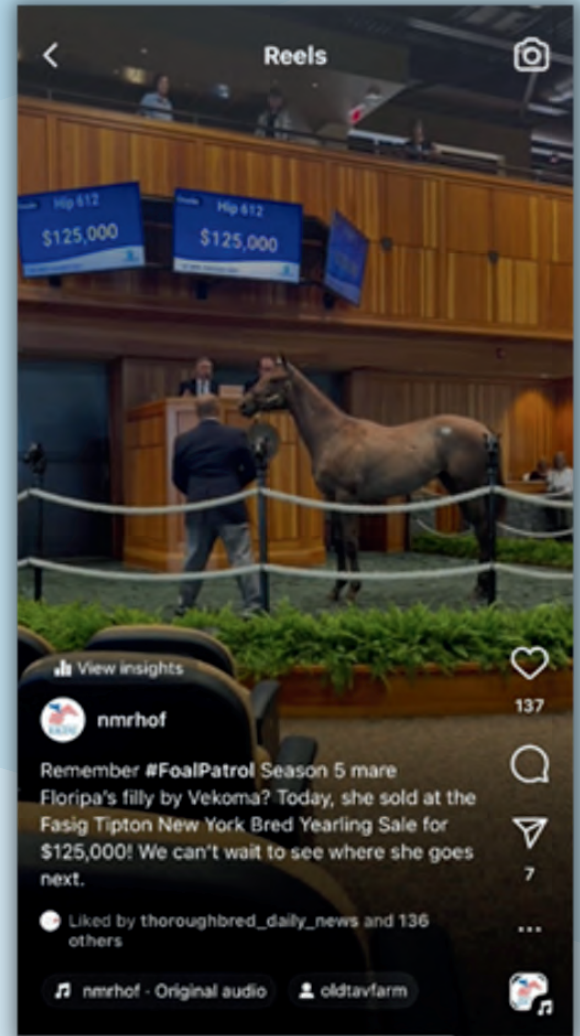 Reels
Hip 612
$125,000
Hip 612
$125,000
View insights
nmrhof
137
Remember #FoalPatrol Season 5 mare
Floripa's filly by Vekoma? Today, she sold at the
Fasig Tipton New York Bred Yearling Sale for
$125,000! We can't wait to see where she goes
next.
7
Liked by thoroughbred_daily_news and 136
others
nmrhof · Original audio
oldtavfarm